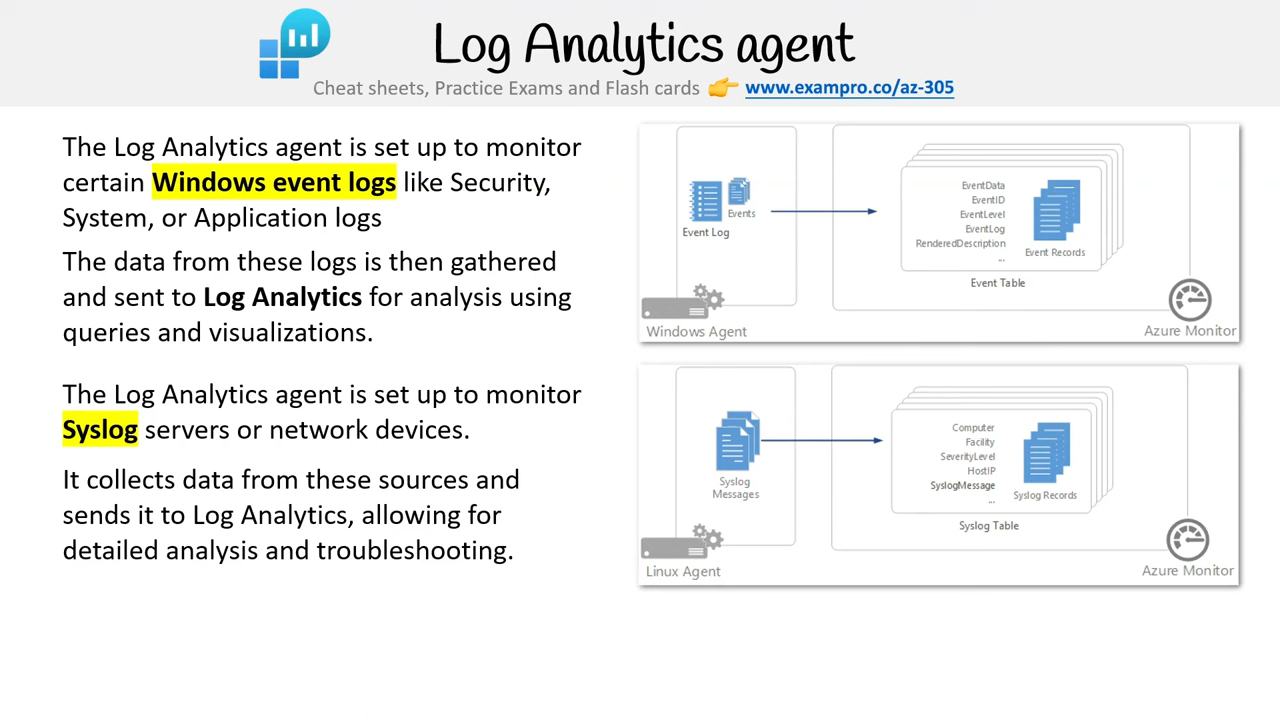 Log Analytics agent
Cheat sheets, Practice Exams and Flash cards 👉 www.exampro.co/az-305
The Log Analytics agent is set up to monitor
certain Windows event logs like Security,
System, or Application logs
The data from these logs is then gathered
and sent to Log Analytics for analysis using
queries and visualizations.
The Log Analytics agent is set up to monitor
Syslog servers or network devices.
It collects data from these sources and
sends it to Log Analytics, allowing for
detailed analysis and troubleshooting.
Events
Event Log
Windows Agent
EventData
EventID
EventLevel
EventLog
RenderedDescription
...
Event Records
Event Table
Azure Monitor
Syslog
Messages
Linux Agent
Computer
Facility
SeverityLevel
HostIP
SyslogMessage
...
Syslog Records
Syslog Table
Azure Monitor